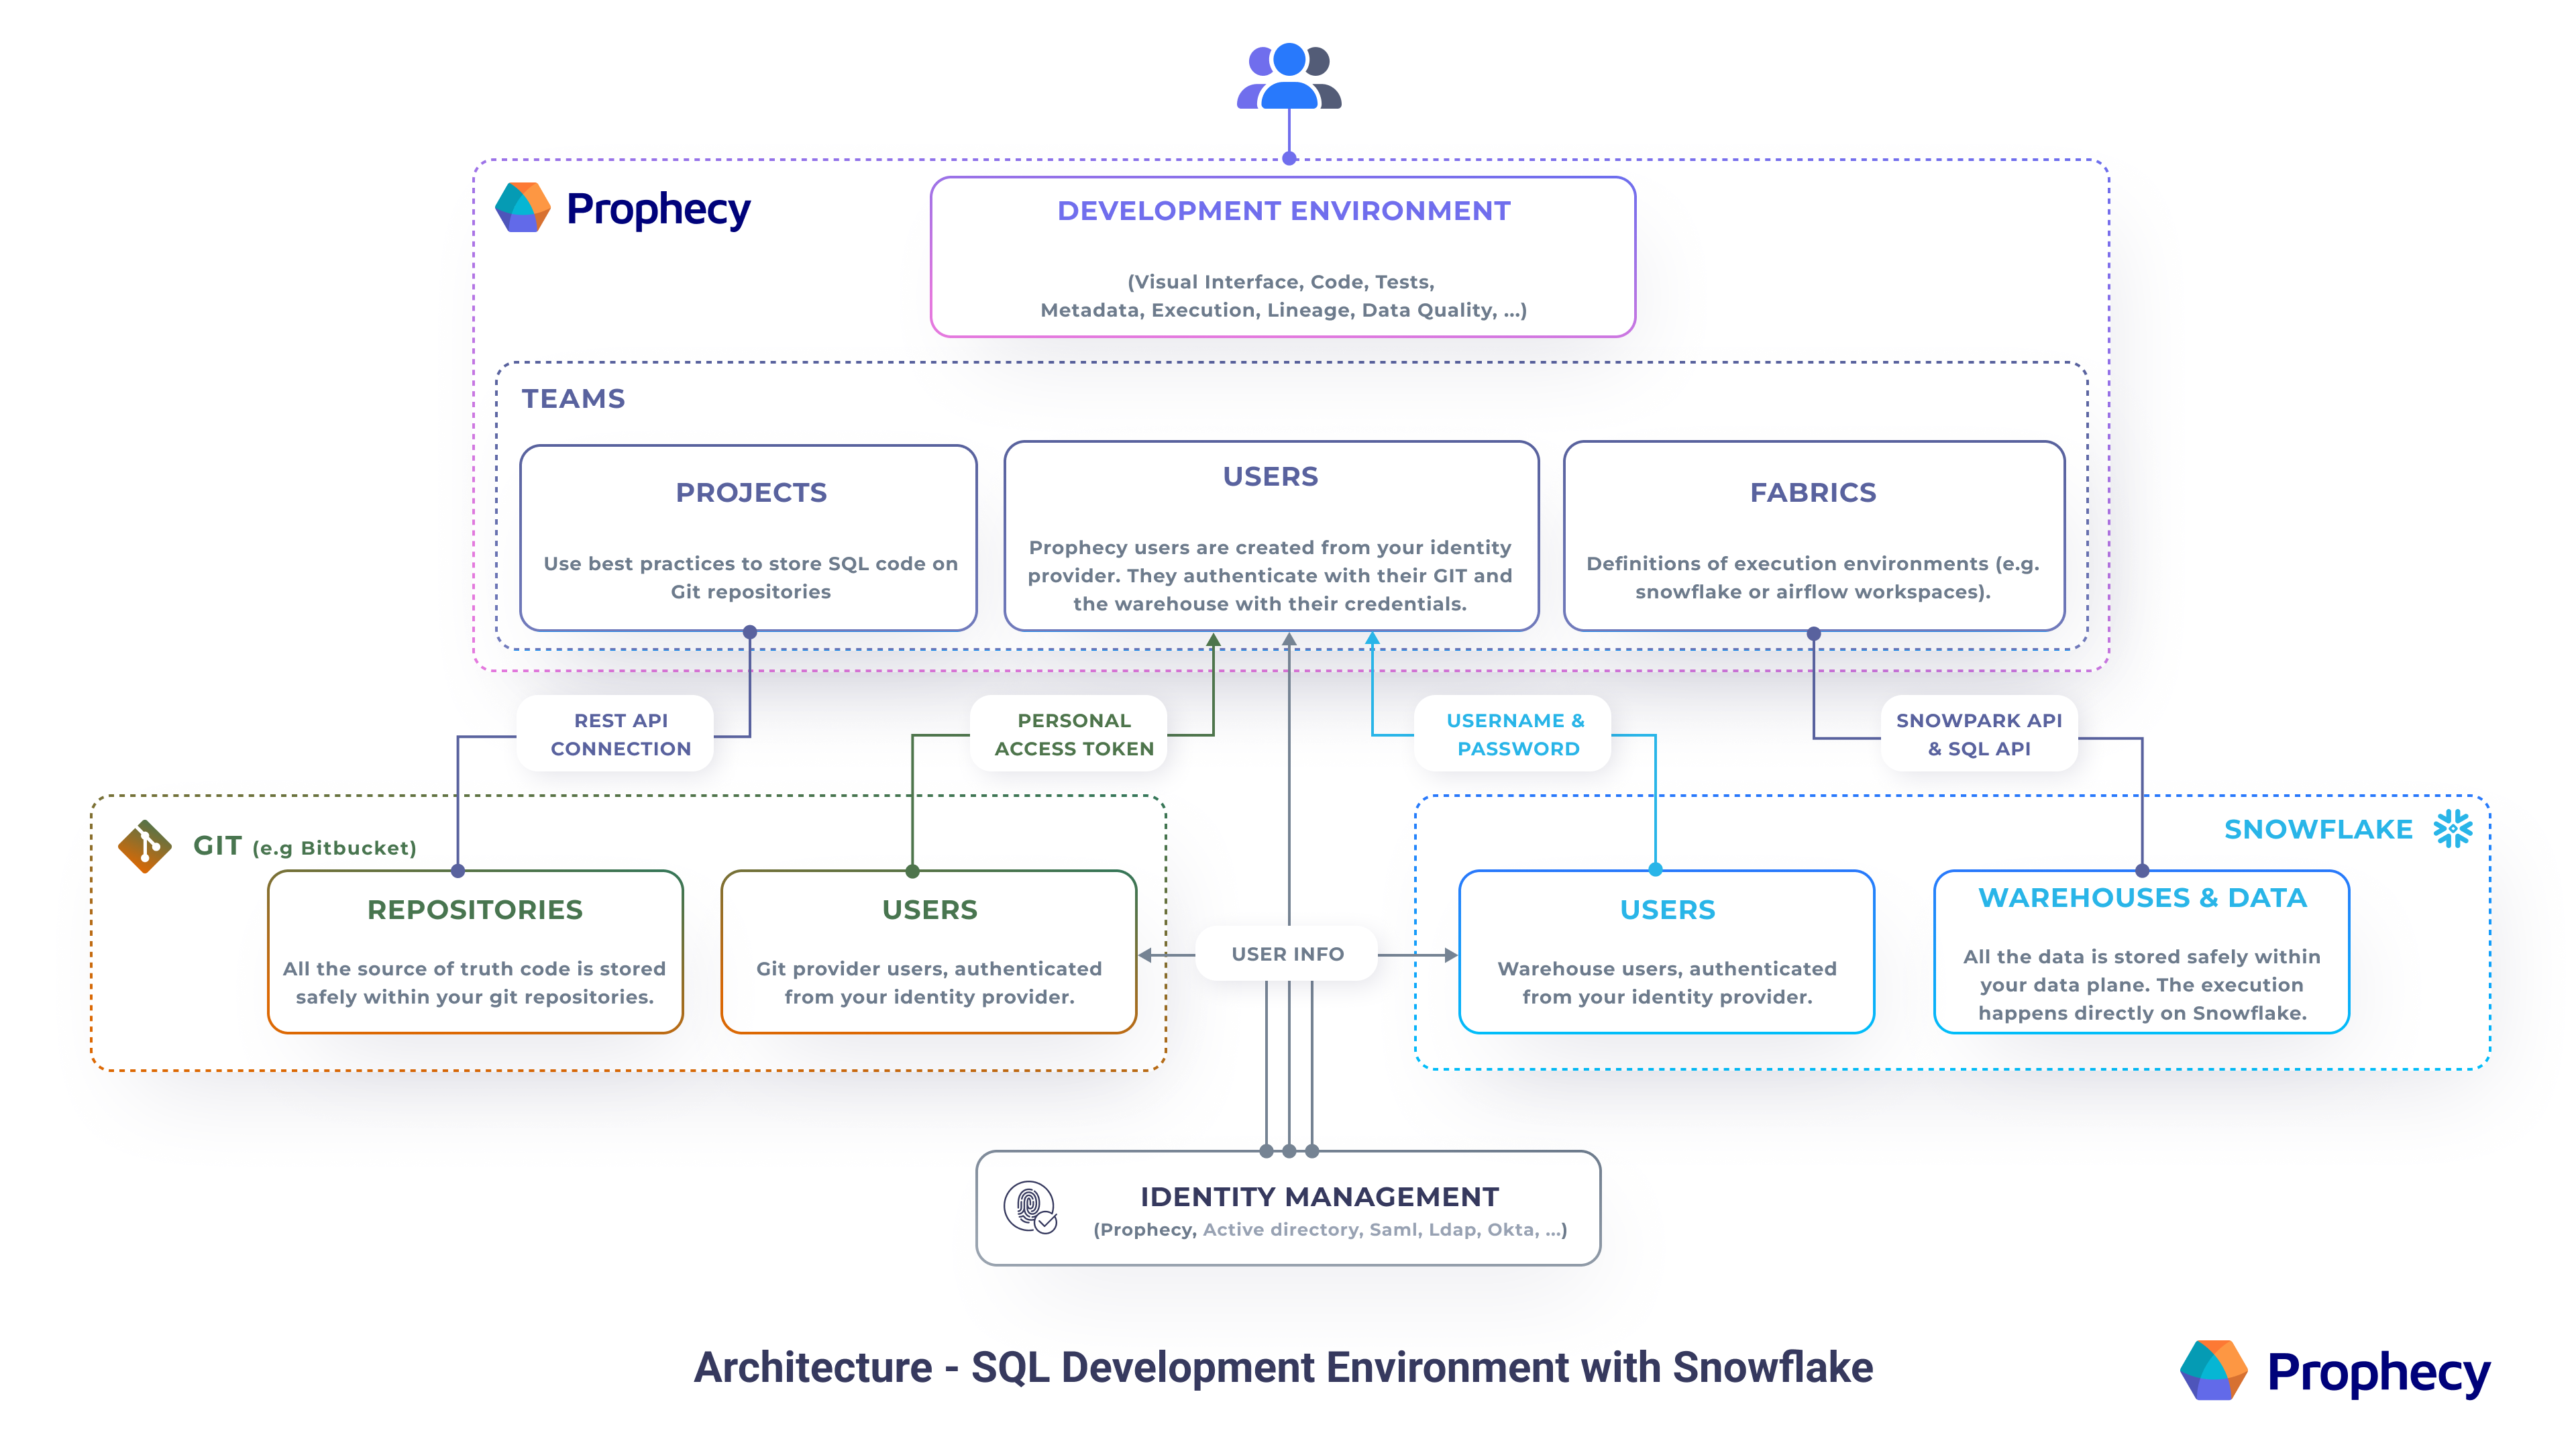 Prophecy
DEVELOPMENT ENVIRONMENT
(Visual Interface, Code, Tests,
Metadata, Execution, Lineage, Data Quality, ...)
TEAMS
PROJECTS
Use best practices to store SQL code on
Git repositories
USERS
Prophecy users are created from your identity
provider. They authenticate with their GIT and
the warehouse with their credentials.
FABRICS
Definitions of execution environments (e.g.
snowflake or airflow workspaces).
REST API
CONNECTION
PERSONAL
ACCESS TOKEN
USERNAME &
PASSWORD
SNOWPARK API
& SQL API
GIT (e.g Bitbucket)
REPOSITORIES
All the source of truth code is stored
safely within your git repositories.
USERS
Git provider users, authenticated
from your identity provider.
USER INFO
SNOWFLAKE
USERS
Warehouse users, authenticated
from your identity provider.
WAREHOUSES & DATA
All the data is stored safely within
your data plane. The execution
happens directly on Snowflake.
IDENTITY MANAGEMENT
(Prophecy, Active directory, Saml, Ldap, Okta, ...)
Architecture - SQL Development Environment with Snowflake
Prophecy